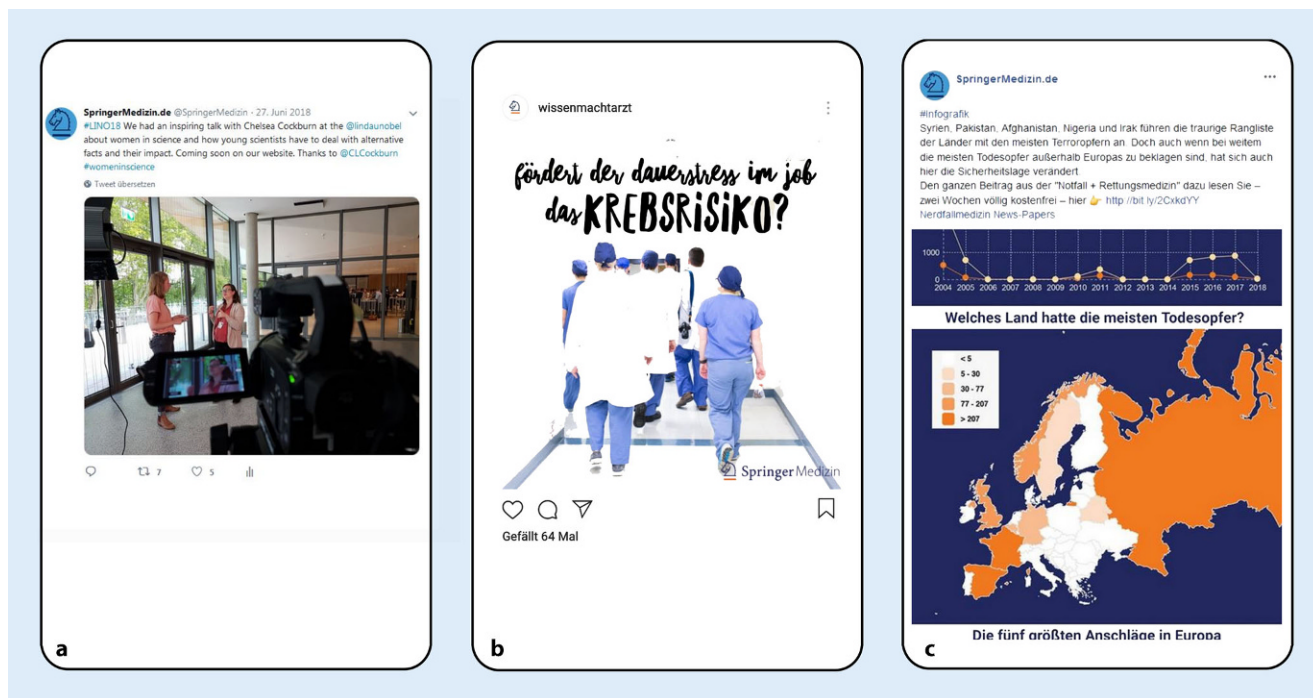 SpringerMedizin.de @SpringerMedizin - 27. Juni 2018
#LINO18 We had an inspiring talk with Chelsea Cockburn at the @lindaunobel
about women in science and how young scientists have to deal with alternative
facts and their impact. Coming soon on our website. Thanks to @CLCockburn
#womeninscience
Tweet übersetzen
7
5
a
wissenmachtarzt
fördert der dauerstress im job
das KREBSRISIKO?
Springer Medizin
Gefällt 64 Mal
b
SpringerMedizin.de
#Infografik
Syrien, Pakistan, Afghanistan, Nigeria und Irak führen die traurige Rangliste
der Länder mit den meisten Terroropfern an. Doch auch wenn bei weitem
die meisten Todesopfer außerhalb Europas zu beklagen sind, hat sich auch
hier die Sicherheitslage verändert.
Den ganzen Beitrag aus der "Notfall + Rettungsmedizin" dazu lesen Sie –
zwei Wochen völlig kostenfrei – hier 👉 http //bit ly/2CxkdYY
Nerdfallmedizin News-Papers
1000
0
2004 2005 2006 2007 2008 2009 2010 2011 2012 2013 2014 2015 2016 2017 2018
Welches Land hatte die meisten Todesopfer?
< 5
5 - 30
30 - 77
77 - 207
> 207
Die fünf größten Anschläge in Europa
c